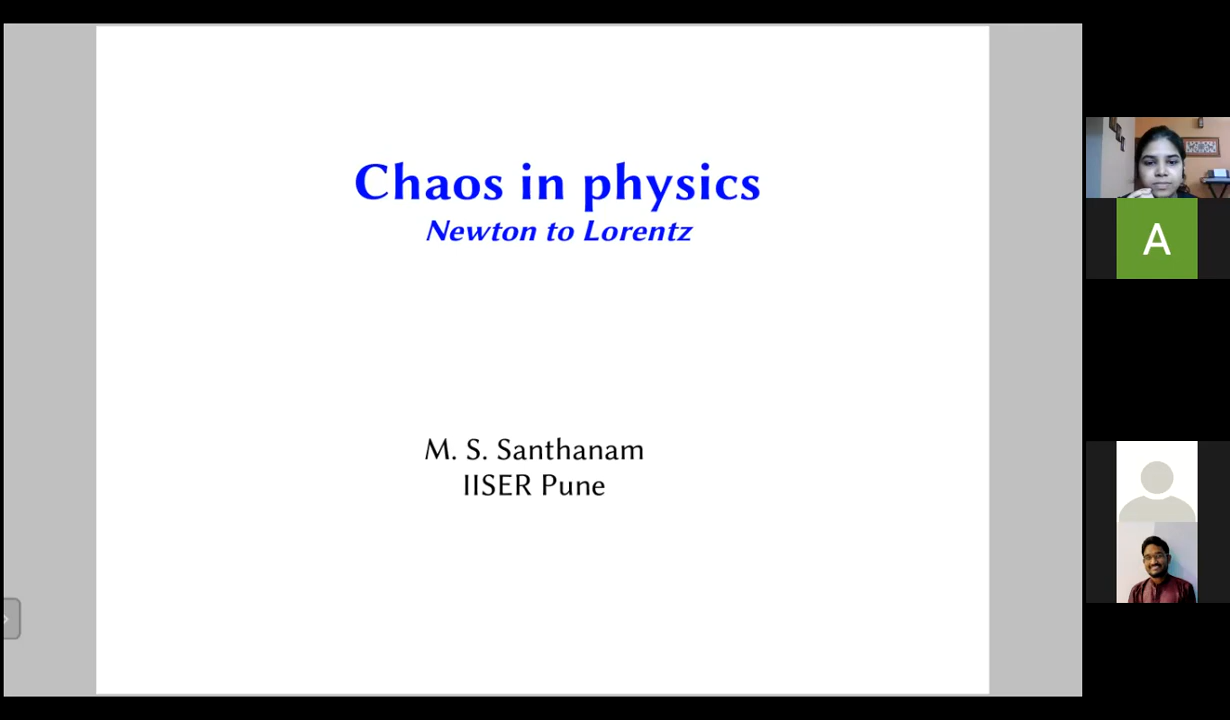 Chaos in physics
Newton to Lorentz
M. S. Santhanam
IISER Pune
A